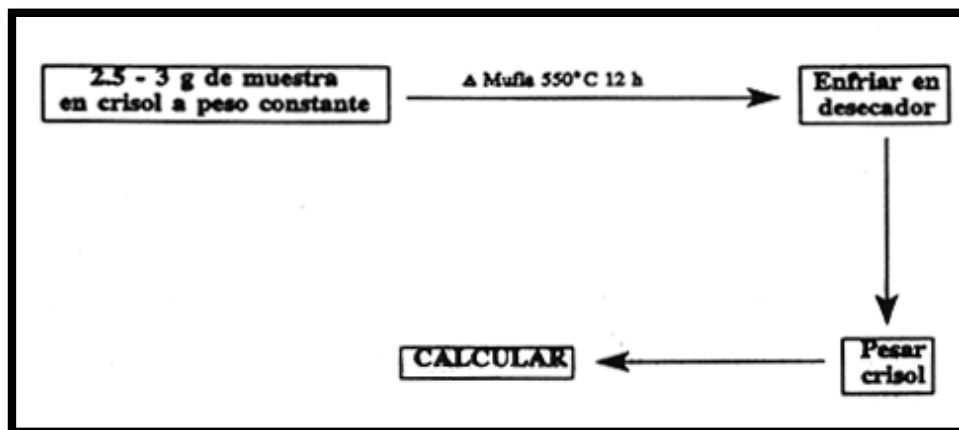 2.5 - 3 g de muestra
en crisol a peso constante
Δ Mufla 550°C 12 h
Enfriar en
desecador
Pesar
crisol
CALCULAR